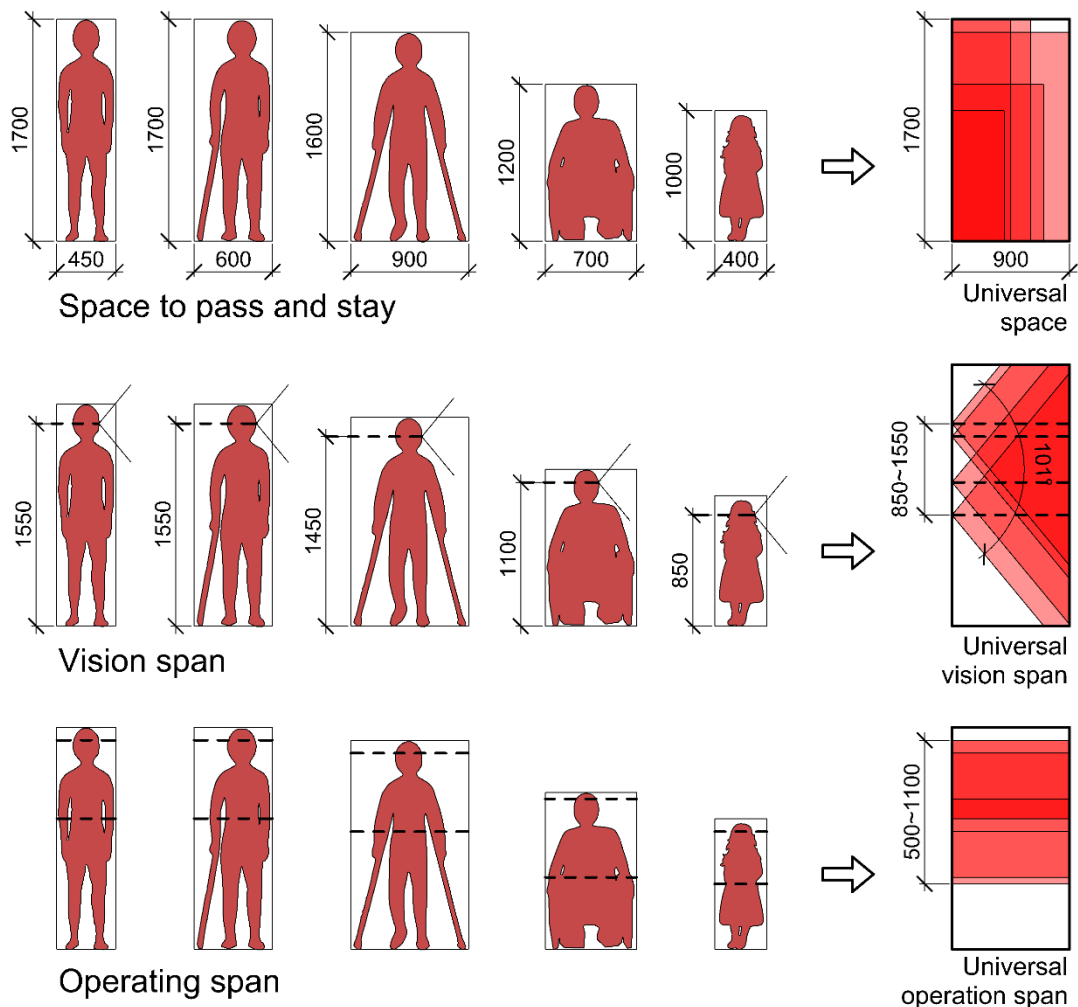 1700
1700
1600
1200
1000
1700
450
600
900
700
400
900
Space to pass and stay
Universal
space
1550
1550
1450
1100
850
850~1550
101°
Vision span
Universal
vision span
500~1100
Operating span
Universal
operation span